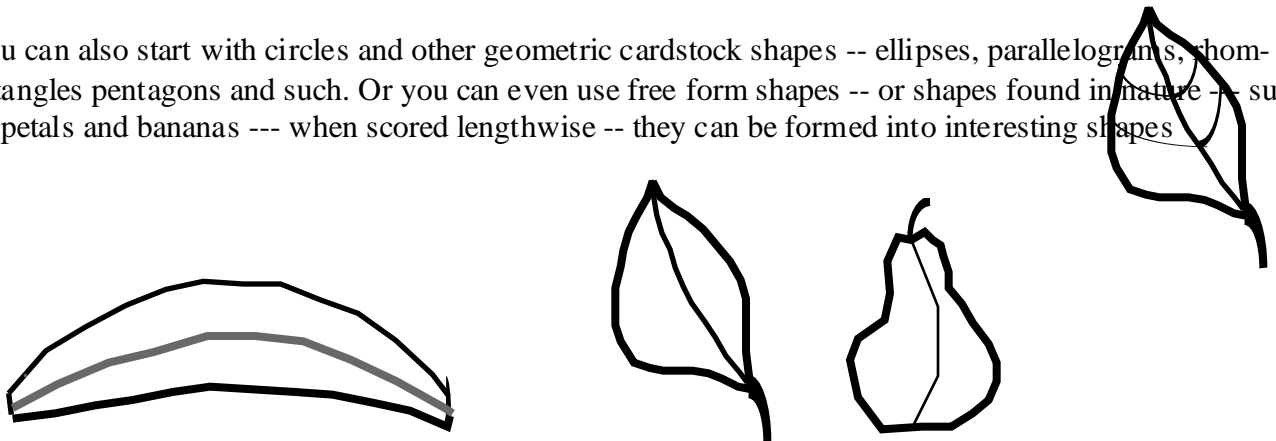 u can also start with circles and other geometric cardstock shapes -- ellipses, parallelograms, rhom-
tangles pentagons and such. Or you can even use free form shapes -- or shapes found in nature --- su
petals and bananas --- when scored lengthwise -- they can be formed into interesting shapes